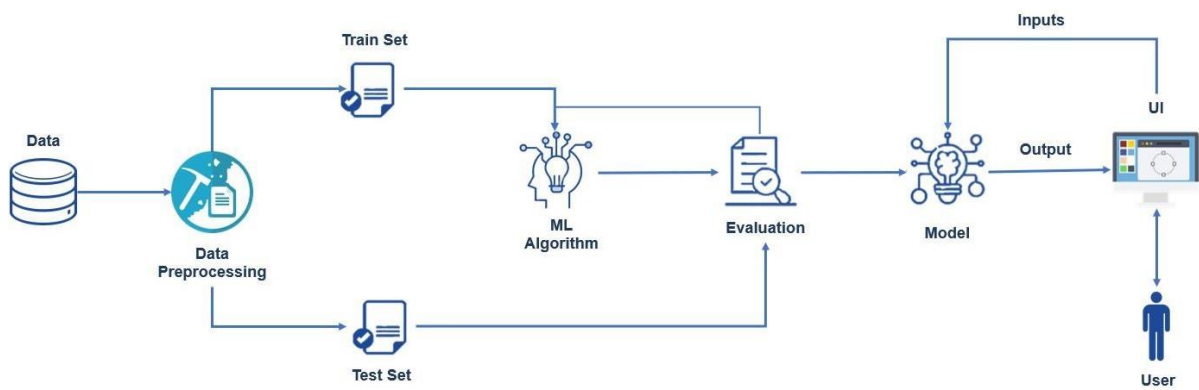 Inputs
Train Set
UI
Data
Output
ML
Algorithm
Evaluation
Model
Data
Preprocessing
Test Set
User